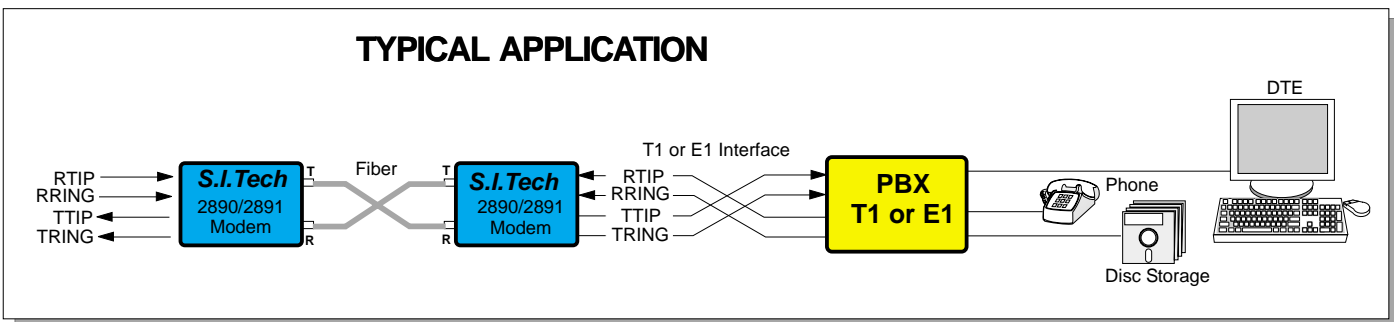 TYPICAL APPLICATION
RTIP
RRING
TTIP
TRING
S.I.Tech
2890/2891
Modem
T
R
Fiber
T
R
S.I.Tech
2890/2891
Modem
T1 or E1 Interface
RTIP
RRING
TTIP
TRING
PBX
T1 or E1
DTE
Phone
Disc Storage